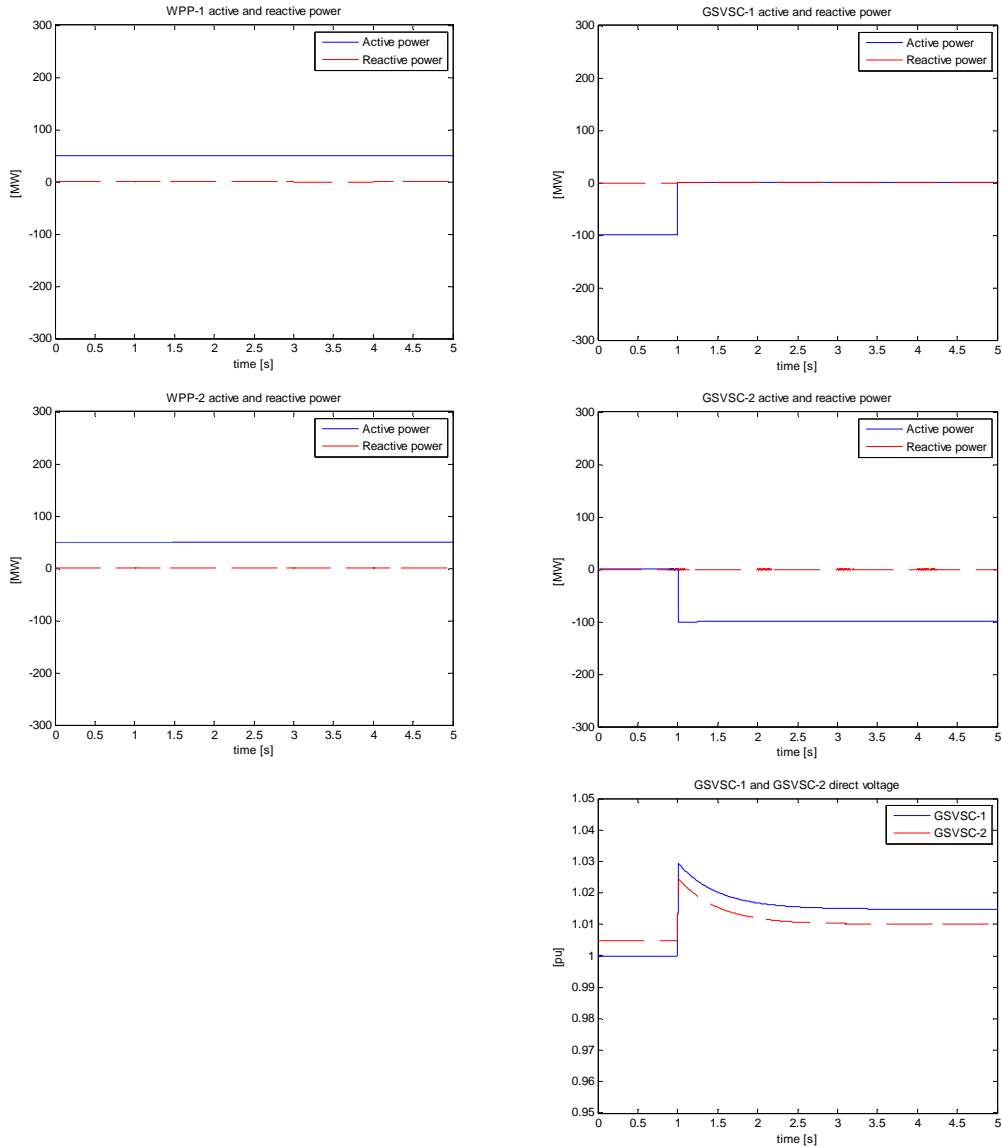 WPP-1 active and reactive power
300
200
100
0
-100
-200
-300
[MW]
Active power
Reactive power
0 0.5 1 1.5 2 2.5 3 3.5 4 4.5 5
time [s]
GSVSC-1 active and reactive power
300
200
100
0
-100
-200
-300
[MW]
Active power
Reactive power
0 0.5 1 1.5 2 2.5 3 3.5 4 4.5 5
time [s]
WPP-2 active and reactive power
300
200
100
0
-100
-200
-300
[MW]
Active power
Reactive power
0 0.5 1 1.5 2 2.5 3 3.5 4 4.5 5
time [s]
GSVSC-2 active and reactive power
300
200
100
0
-100
-200
-300
[MW]
Active power
Reactive power
0 0.5 1 1.5 2 2.5 3 3.5 4 4.5 5
time [s]
GSVSC-1 and GSVSC-2 direct voltage
1.05
1.04
1.03
1.02
1.01
1
0.99
0.98
0.97
0.96
0.95
[pu]
GSVSC-1
GSVSC-2
0 0.5 1 1.5 2 2.5 3 3.5 4 4.5 5
time [s]